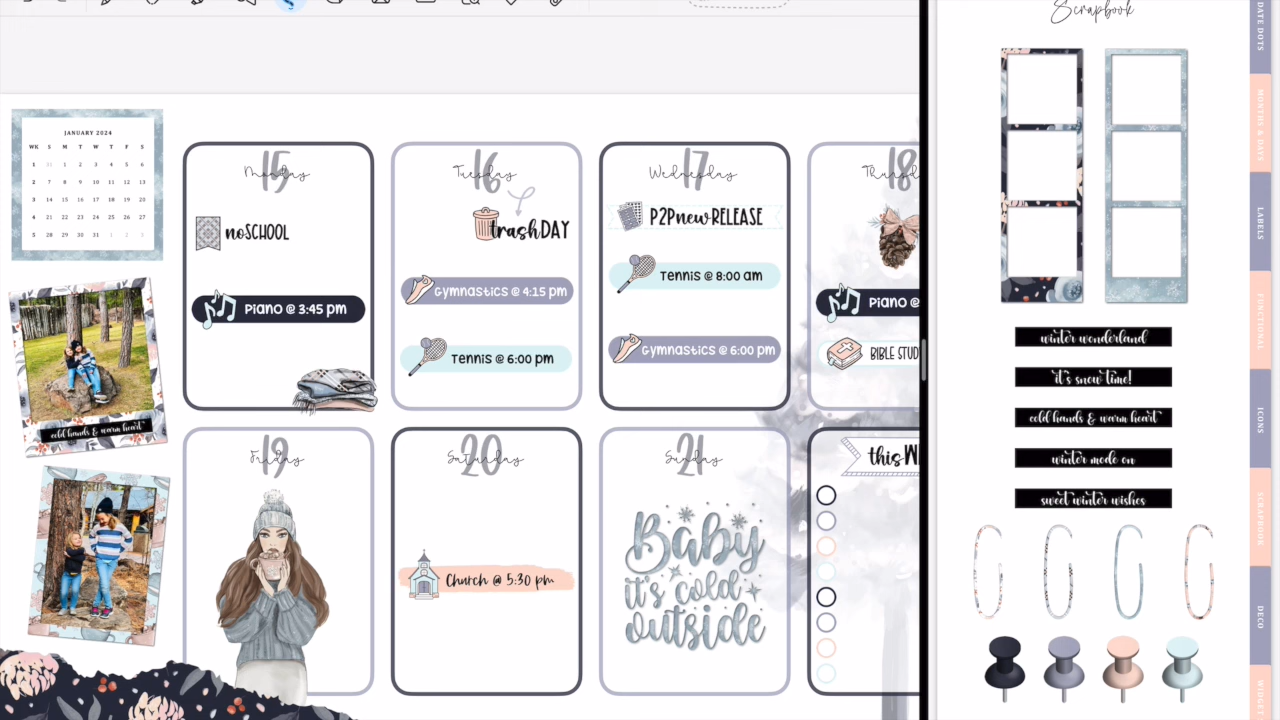 Scrapbook
JANUARY 2024
WK S M T W T F S
1 31 1 2 3 4 5 6
2 7 8 9 10 11 12 13
3 14 15 16 17 18 19 20
4 21 22 23 24 25 26 27
5 28 29 30 31 1 2 3
cold hands & warm heart
15
Monday
noSCHOOL
Piano @ 3:45 pm
16
Tuesday
trashDAY
Gymnastics @ 4:15 pm
Tennis @ 6:00 pm
17
Wednesday
P2PnewRELEASE
Tennis @ 8:00 am
Gymnastics @ 6:00 pm
18
Piano @
BIBLE STUD
19
Friday
20
Saturday
Church @ 5:30 pm
21
Sunday
Baby
it's cold
outside
this
winter wonderland
it's snow time!
cold hands & warm heart
winter mode on
sweet winter wishes
DATE DOTS
MONTHS & DAYS
LABELS
FUNCTIONAL
ICONS
SCRAPBOOK
DECO
WIDGET